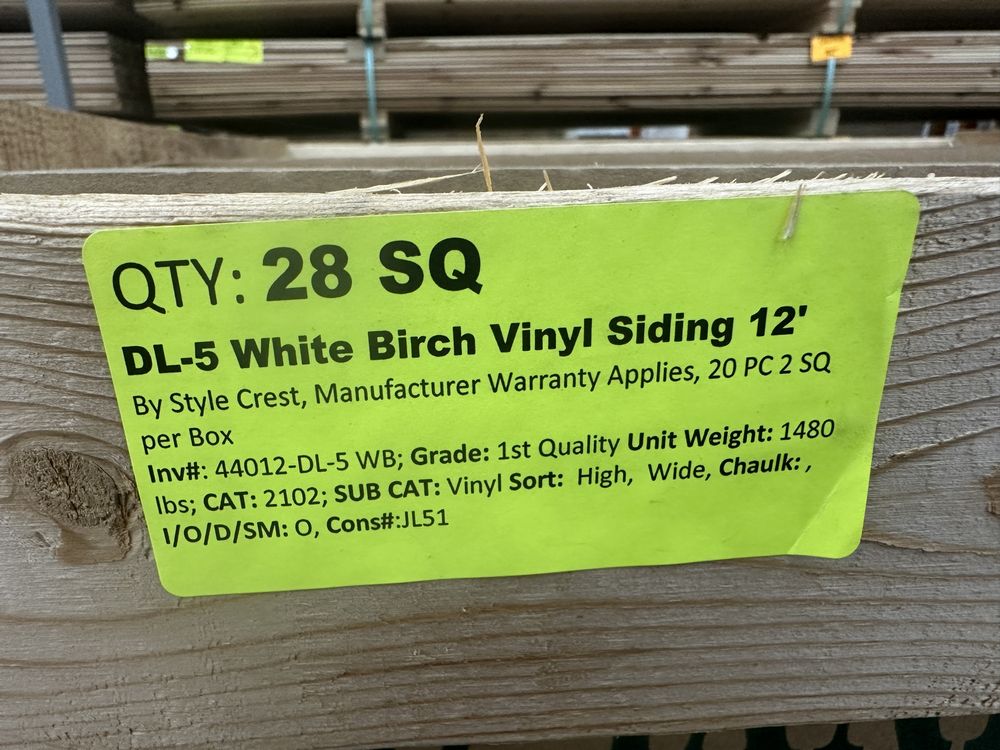 QTY: 28 SQ
DL-5 White Birch Vinyl Siding 12'
By Style Crest, Manufacturer Warranty Applies, 20 PC 2 SQ
per Box
Inv#: 44012-DL-5 WB; Grade: 1st Quality Unit Weight: 1480
lbs; CAT: 2102; SUB CAT: Vinyl Sort: High, Wide, Chaulk: ,
I/O/D/SM: O, Cons#:JL51